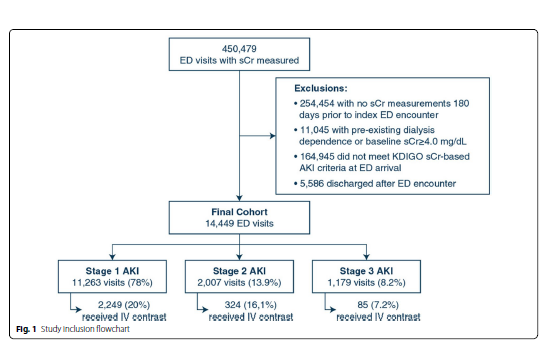 450,479
ED visits with sCr measured
Exclusions:
• 254,454 with no sCr measurements 180
days prior to index ED encounter
• 11,045 with pre-existing dialysis
dependence or baseline sCr≥4.0 mg/dL
• 164,945 did not meet KDIGO sCr-based
AKI criteria at ED arrival
• 5,586 discharged after ED encounter
Final Cohort
14,449 ED visits
Stage 1 AKI
11,263 visits (78%)
Stage 2 AKI
2,007 visits (13.9%)
Stage 3 AKI
1,179 visits (8.2%)
2,249 (20%)
received IV contrast
324 (16,1%)
received IV contrast
85 (7.2%)
received IV contrast
Fig. 1 Study Inclusion flowchart